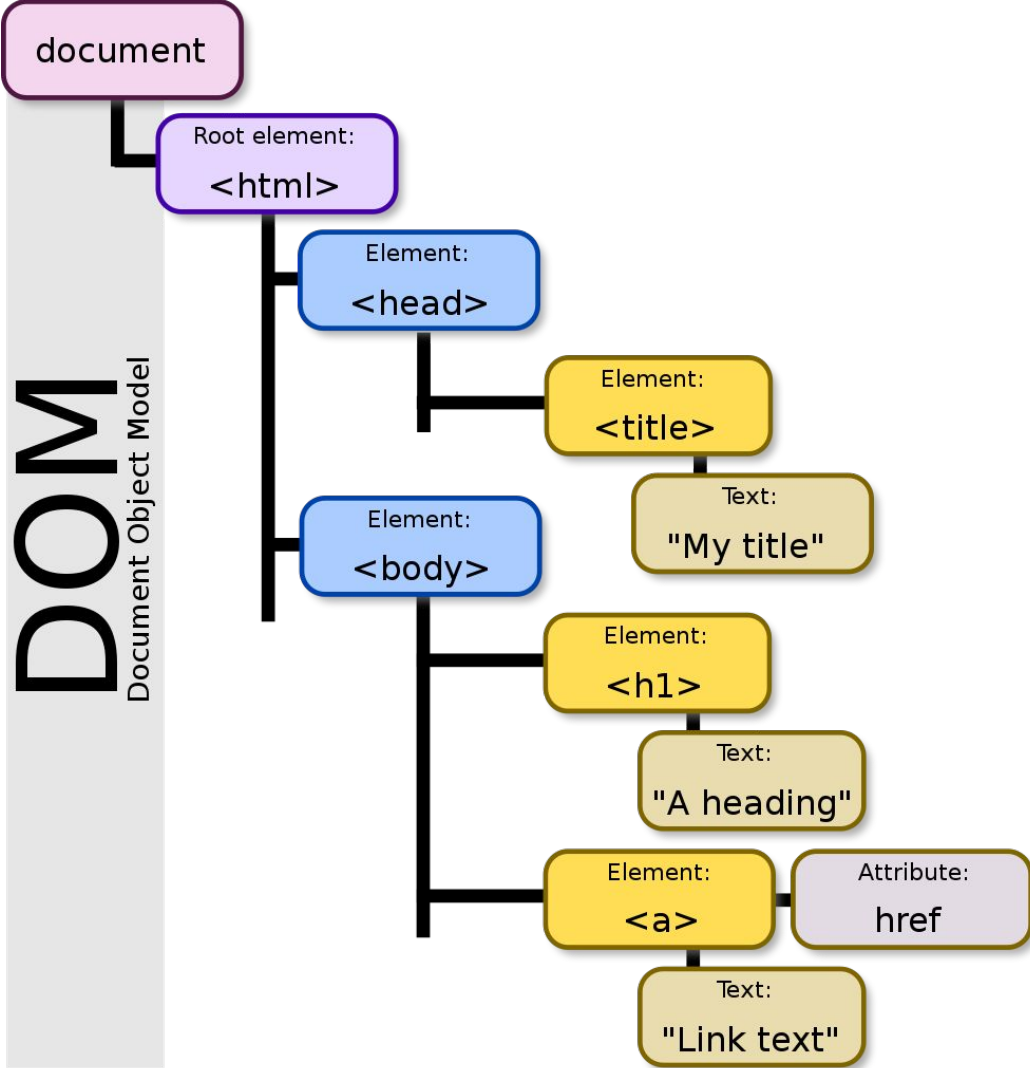 document
Root element:
<html>
Element:
<head>
Element:
<title>
Text:
"My title"
Element:
<body>
Element:
<h1>
Text:
"A heading"
Element:
<a>
Attribute:
href
Text:
"Link text"
DOM
Document Object Model